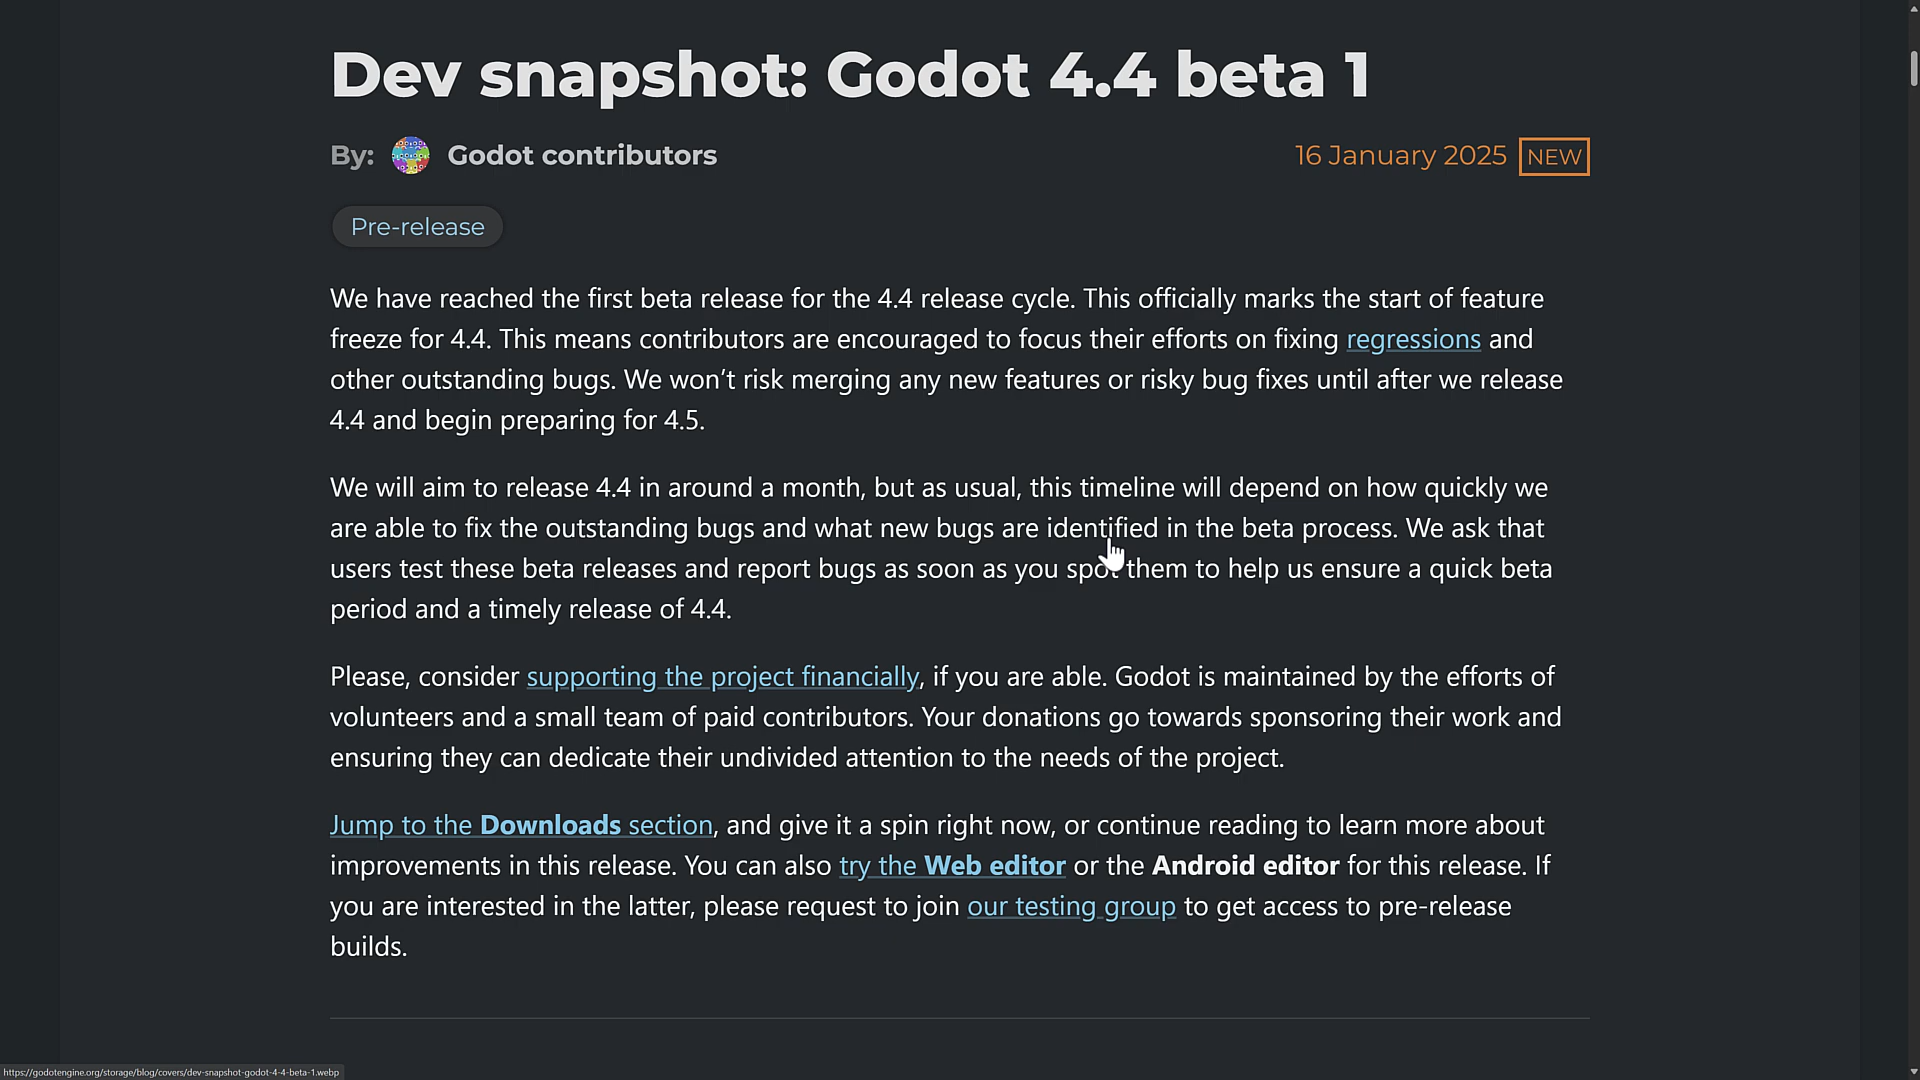 Dev snapshot: Godot 4.4 beta 1
By: Godot contributors
16 January 2025 NEW
Pre-release
We have reached the first beta release for the 4.4 release cycle. This officially marks the start of feature
freeze for 4.4. This means contributors are encouraged to focus their efforts on fixing regressions and
other outstanding bugs. We won’t risk merging any new features or risky bug fixes until after we release
4.4 and begin preparing for 4.5.
We will aim to release 4.4 in around a month, but as usual, this timeline will depend on how quickly we
are able to fix the outstanding bugs and what new bugs are identified in the beta process. We ask that
users test these beta releases and report bugs as soon as you spot them to help us ensure a quick beta
period and a timely release of 4.4.
Please, consider supporting the project financially, if you are able. Godot is maintained by the efforts of
volunteers and a small team of paid contributors. Your donations go towards sponsoring their work and
ensuring they can dedicate their undivided attention to the needs of the project.
Jump to the Downloads section, and give it a spin right now, or continue reading to learn more about
improvements in this release. You can also try the Web editor or the Android editor for this release. If
you are interested in the latter, please request to join our testing group to get access to pre-release
builds.
https://godotengine.org/storage/blog/covers/dev-snapshot-godot-4-4-beta-1.webp